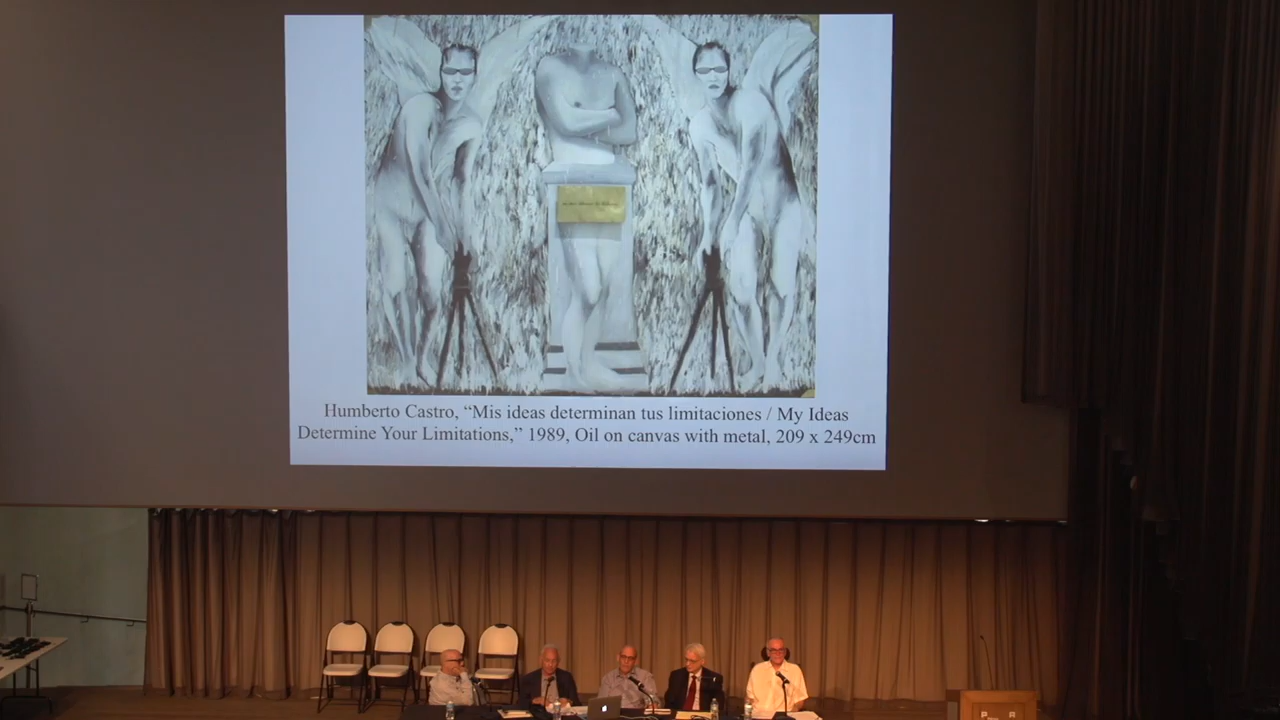 Humberto Castro, “Mis ideas determinan tus limitaciones / My Ideas
Determine Your Limitations,” 1989, Oil on canvas with metal, 209 x 249cm